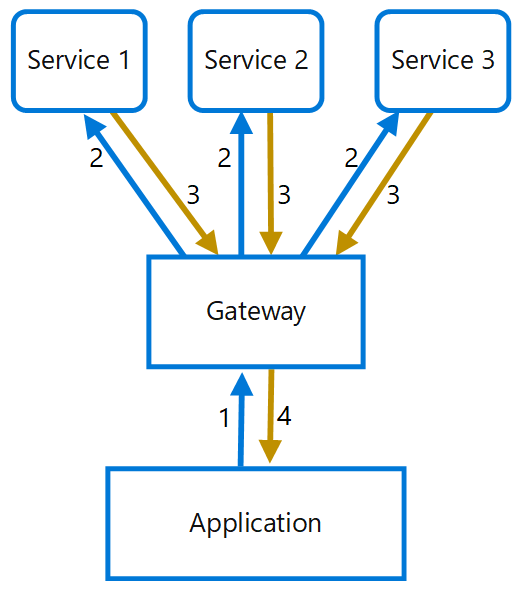 Service 1
Service 2
Service 3
2
2
2
3
3
3
Gateway
1
4
Application